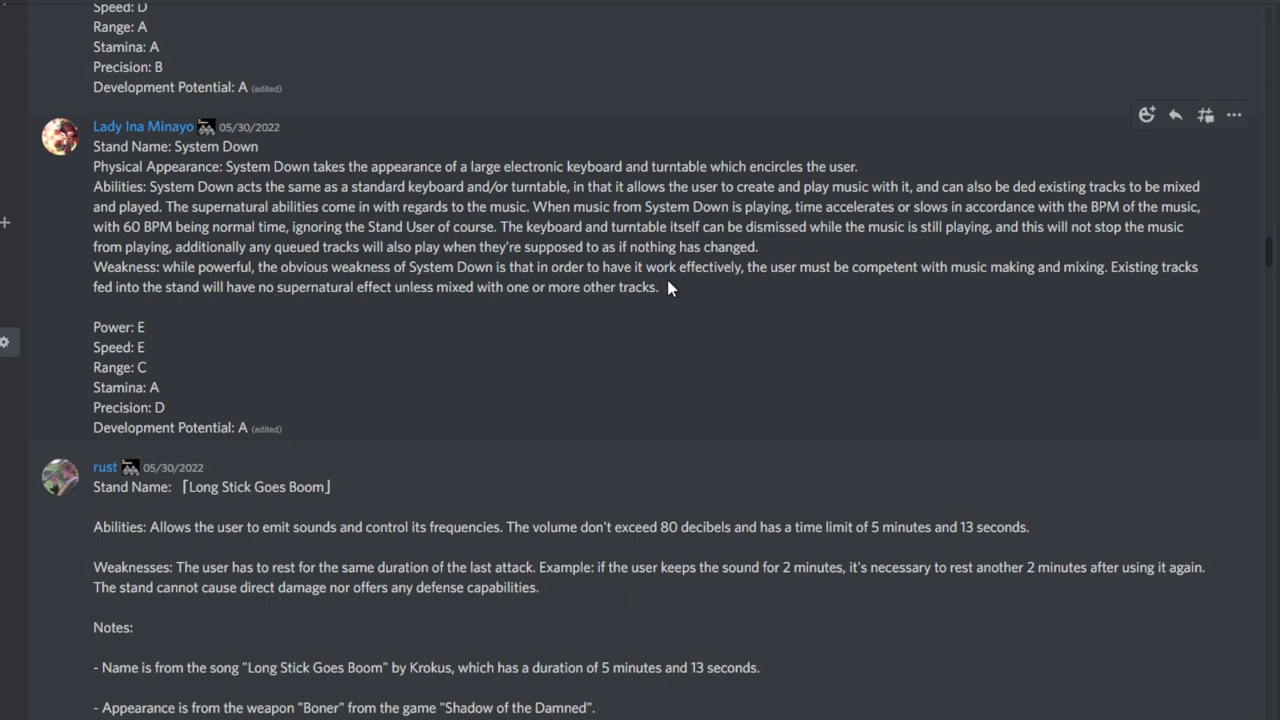 Speed: D
Range: A
Stamina: A
Precision: B
Development Potential: A (edited)
Lady Ina Minayo 05/30/2022
Stand Name: System Down
Physical Appearance: System Down takes the appearance of a large electronic keyboard and turntable which encircles the user.
Abilities: System Down acts the same as a standard keyboard and/or turntable, in that it allows the user to create and play music with it, and can also be ded existing tracks to be mixed
and played. The supernatural abilities come in with regards to the music. When music from System Down is playing, time accelerates or slows in accordance with the BPM of the music,
with 60 BPM being normal time, ignoring the Stand User of course. The keyboard and turntable itself can be dismissed while the music is still playing, and this will not stop the music
from playing, additionally any queued tracks will also play when they're supposed to as if nothing has changed.
Weakness: while powerful, the obvious weakness of System Down is that in order to have it work effectively, the user must be competent with music making and mixing. Existing tracks
fed into the stand will have no supernatural effect unless mixed with one or more other tracks.
Power: E
Speed: E
Range: C
Stamina: A
Precision: D
Development Potential: A (edited)
rust 05/30/2022
Stand Name: 「Long Stick Goes Boom」
Abilities: Allows the user to emit sounds and control its frequencies. The volume don't exceed 80 decibels and has a time limit of 5 minutes and 13 seconds.
Weaknesses: The user has to rest for the same duration of the last attack. Example: if the user keeps the sound for 2 minutes, it's necessary to rest another 2 minutes after using it again.
The stand cannot cause direct damage nor offers any defense capabilities.
Notes:
- Name is from the song "Long Stick Goes Boom" by Krokus, which has a duration of 5 minutes and 13 seconds.
- Appearance is from the weapon "Boner" from the game "Shadow of the Damned".